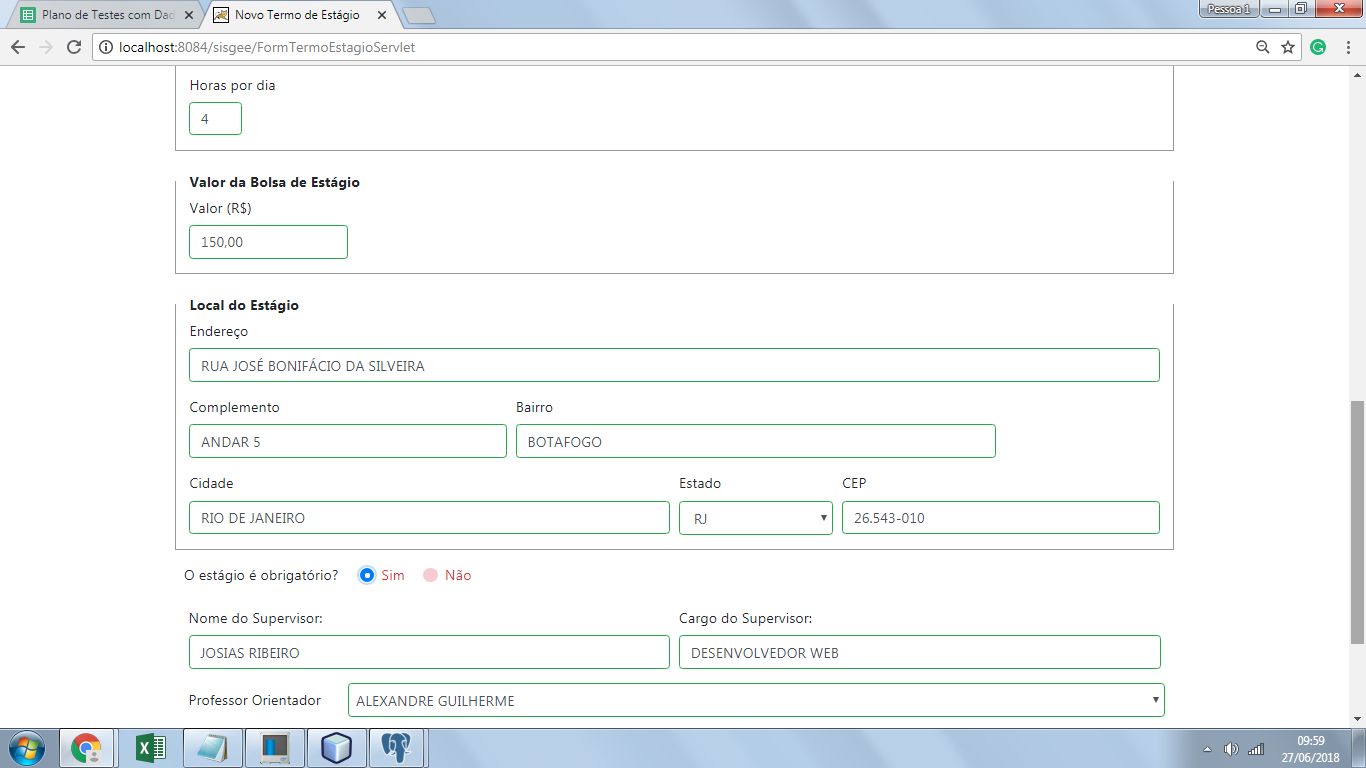 Plano de Testes com Dad
Novo Termo de Estágio
Pessoa 1
localhost:8084/sisgee/FormTermoEstagioServlet
Horas por dia
4
Valor da Bolsa de Estágio
Valor (R$)
150,00
Local do Estágio
Endereço
RUA JOSÉ BONIFÁCIO DA SILVEIRA
Complemento Bairro
ANDAR 5 BOTAFOGO
Cidade Estado CEP
RIO DE JANEIRO RJ 26.543-010
O estágio é obrigatório? Sim Não
Nome do Supervisor: Cargo do Supervisor:
JOSIAS RIBEIRO DESENVOLVEDOR WEB
Professor Orientador ALEXANDRE GUILHERME
09:59
27/06/2018